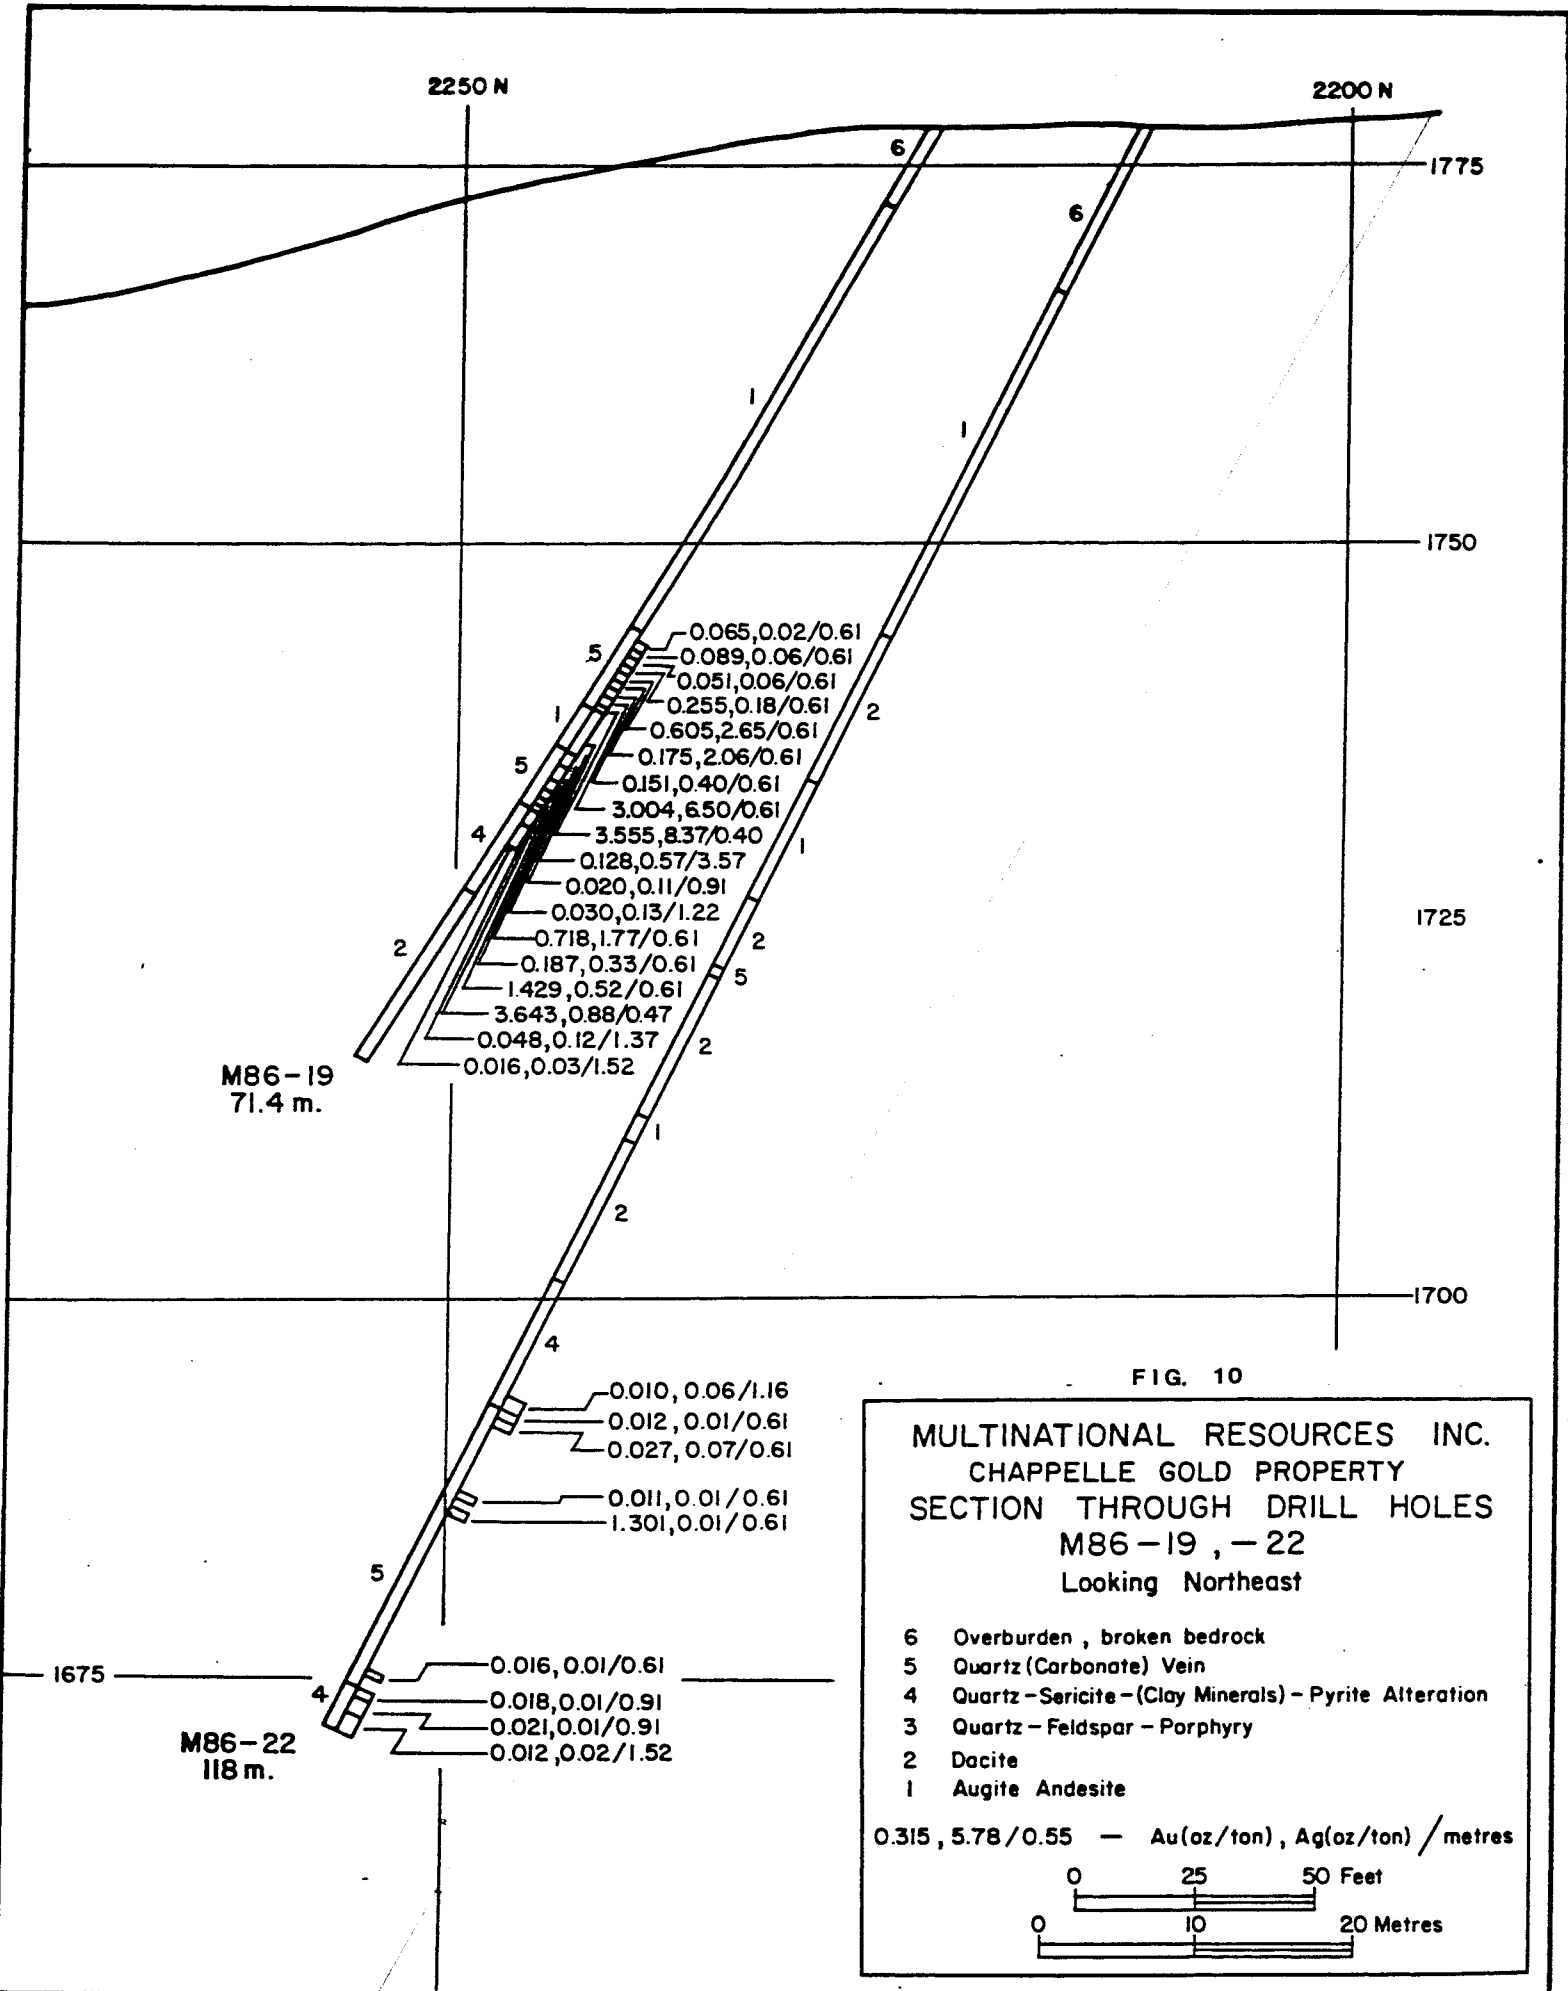 2250 N
2200 N
6
1775
6
1
1
1750
0.065,0.02/0.61
5
0.089,0.06/0.61
0.051,0.06/0.61
0.255,0.18/0.61
1
2
0.605,2.65/0.61
0.175,2.06/0.61
5
0.151,0.40/0.61
3.004,6.50/0.61
4
3.555,8.37/0.40
1
0.128,0.57/3.57
0.020,0.11/0.91
0.030,0.13/1.22
1725
0.718,1.77/0.61
2
2
0.187,0.33/0.61
5
1.429,0.52/0.61
3.643,0.88/0.47
0.048,0.12/1.37
2
0.016,0.03/1.52
M86-19
71.4 m.
1
2
1700
4
FIG. 10
0.010, 0.06/1.16
0.012, 0.01/0.61
0.027, 0.07/0.61
0.011, 0.01/0.61
1.301, 0.01/0.61
5
1675
0.016, 0.01/0.61
4
0.018, 0.01/0.91
0.021, 0.01/0.91
0.012, 0.02/1.52
M86-22
118 m.
MULTINATIONAL RESOURCES INC.
CHAPPELLE GOLD PROPERTY
SECTION THROUGH DRILL HOLES
M86-19 , -22
Looking Northeast
6 Overburden , broken bedrock
5 Quartz (Carbonate) Vein
4 Quartz-Sericite-(Clay Minerals)-Pyrite Alteration
3 Quartz-Feldspar-Porphyry
2 Dacite
1 Augite Andesite
0.315 , 5.78/0.55 — Au(oz/ton) , Ag(oz/ton) / metres
0 25 50 Feet
0 10 20 Metres